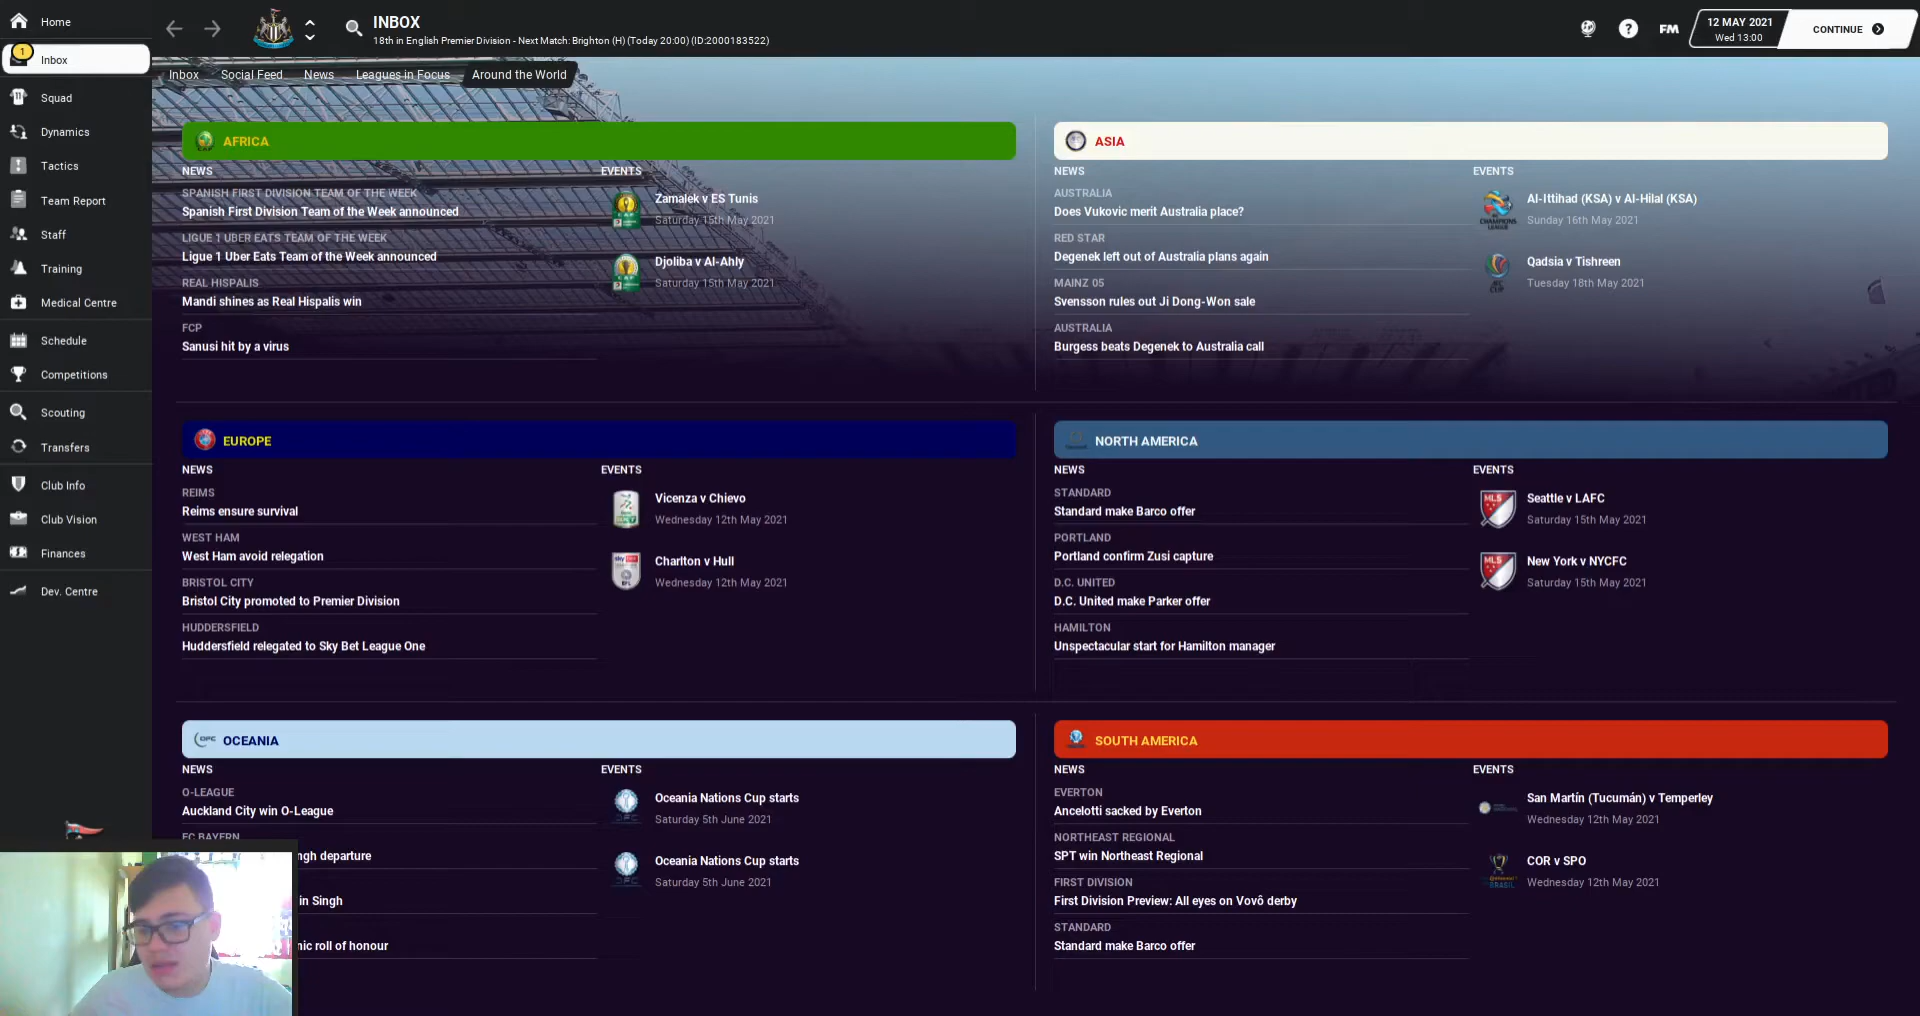 Home
1
Inbox
Squad
Dynamics
Tactics
Team Report
Staff
Training
Medical Centre
Schedule
Competitions
Scouting
Transfers
Club Info
Club Vision
Finances
Dev. Centre
INBOX
18th in English Premier Division - Next Match: Brighton (H) (Today 20:00) (ID:2000183522)
FM
12 MAY 2021
Wed 13:00
CONTINUE
Inbox Social Feed News Leagues in Focus Around the World
AFRICA
NEWS
SPANISH FIRST DIVISION TEAM OF THE WEEK
Spanish First Division Team of the Week announced
LIGUE 1 UBER EATS TEAM OF THE WEEK
Ligue 1 Uber Eats Team of the Week announced
REAL HISPALIS
Mandi shines as Real Hispalis win
FCP
Sanusi hit by a virus
EVENTS
Zamalek v ES Tunis
Saturday 15th May 2021
Djoliba v Al-Ahly
Saturday 15th May 2021
ASIA
NEWS
AUSTRALIA
Does Vukovic merit Australia place?
RED STAR
Degenek left out of Australia plans again
MAINZ 05
Svensson rules out Ji Dong-Won sale
AUSTRALIA
Burgess beats Degenek to Australia call
EVENTS
Al-Ittihad (KSA) v Al-Hilal (KSA)
Sunday 16th May 2021
Qadsia v Tishreen
Tuesday 18th May 2021
EUROPE
NEWS
REIMS
Reims ensure survival
WEST HAM
West Ham avoid relegation
BRISTOL CITY
Bristol City promoted to Premier Division
HUDDERSFIELD
Huddersfield relegated to Sky Bet League One
EVENTS
Vicenza v Chievo
Wednesday 12th May 2021
Charlton v Hull
Wednesday 12th May 2021
NORTH AMERICA
NEWS
STANDARD
Standard make Barco offer
PORTLAND
Portland confirm Zusi capture
D.C. UNITED
D.C. United make Parker offer
HAMILTON
Unspectacular start for Hamilton manager
EVENTS
MLS
Seattle v LAFC
Saturday 15th May 2021
MLS
New York v NYCFC
Saturday 15th May 2021
OCEANIA
NEWS
O-LEAGUE
Auckland City win O-League
FC BAYERN
ngh departure
in Singh
nic roll of honour
EVENTS
Oceania Nations Cup starts
Saturday 5th June 2021
Oceania Nations Cup starts
Saturday 5th June 2021
SOUTH AMERICA
NEWS
EVERTON
Ancelotti sacked by Everton
NORTHEAST REGIONAL
SPT win Northeast Regional
FIRST DIVISION
First Division Preview: All eyes on Vovô derby
STANDARD
Standard make Barco offer
EVENTS
San Martín (Tucumán) v Temperley
Wednesday 12th May 2021
COR v SPO
Wednesday 12th May 2021